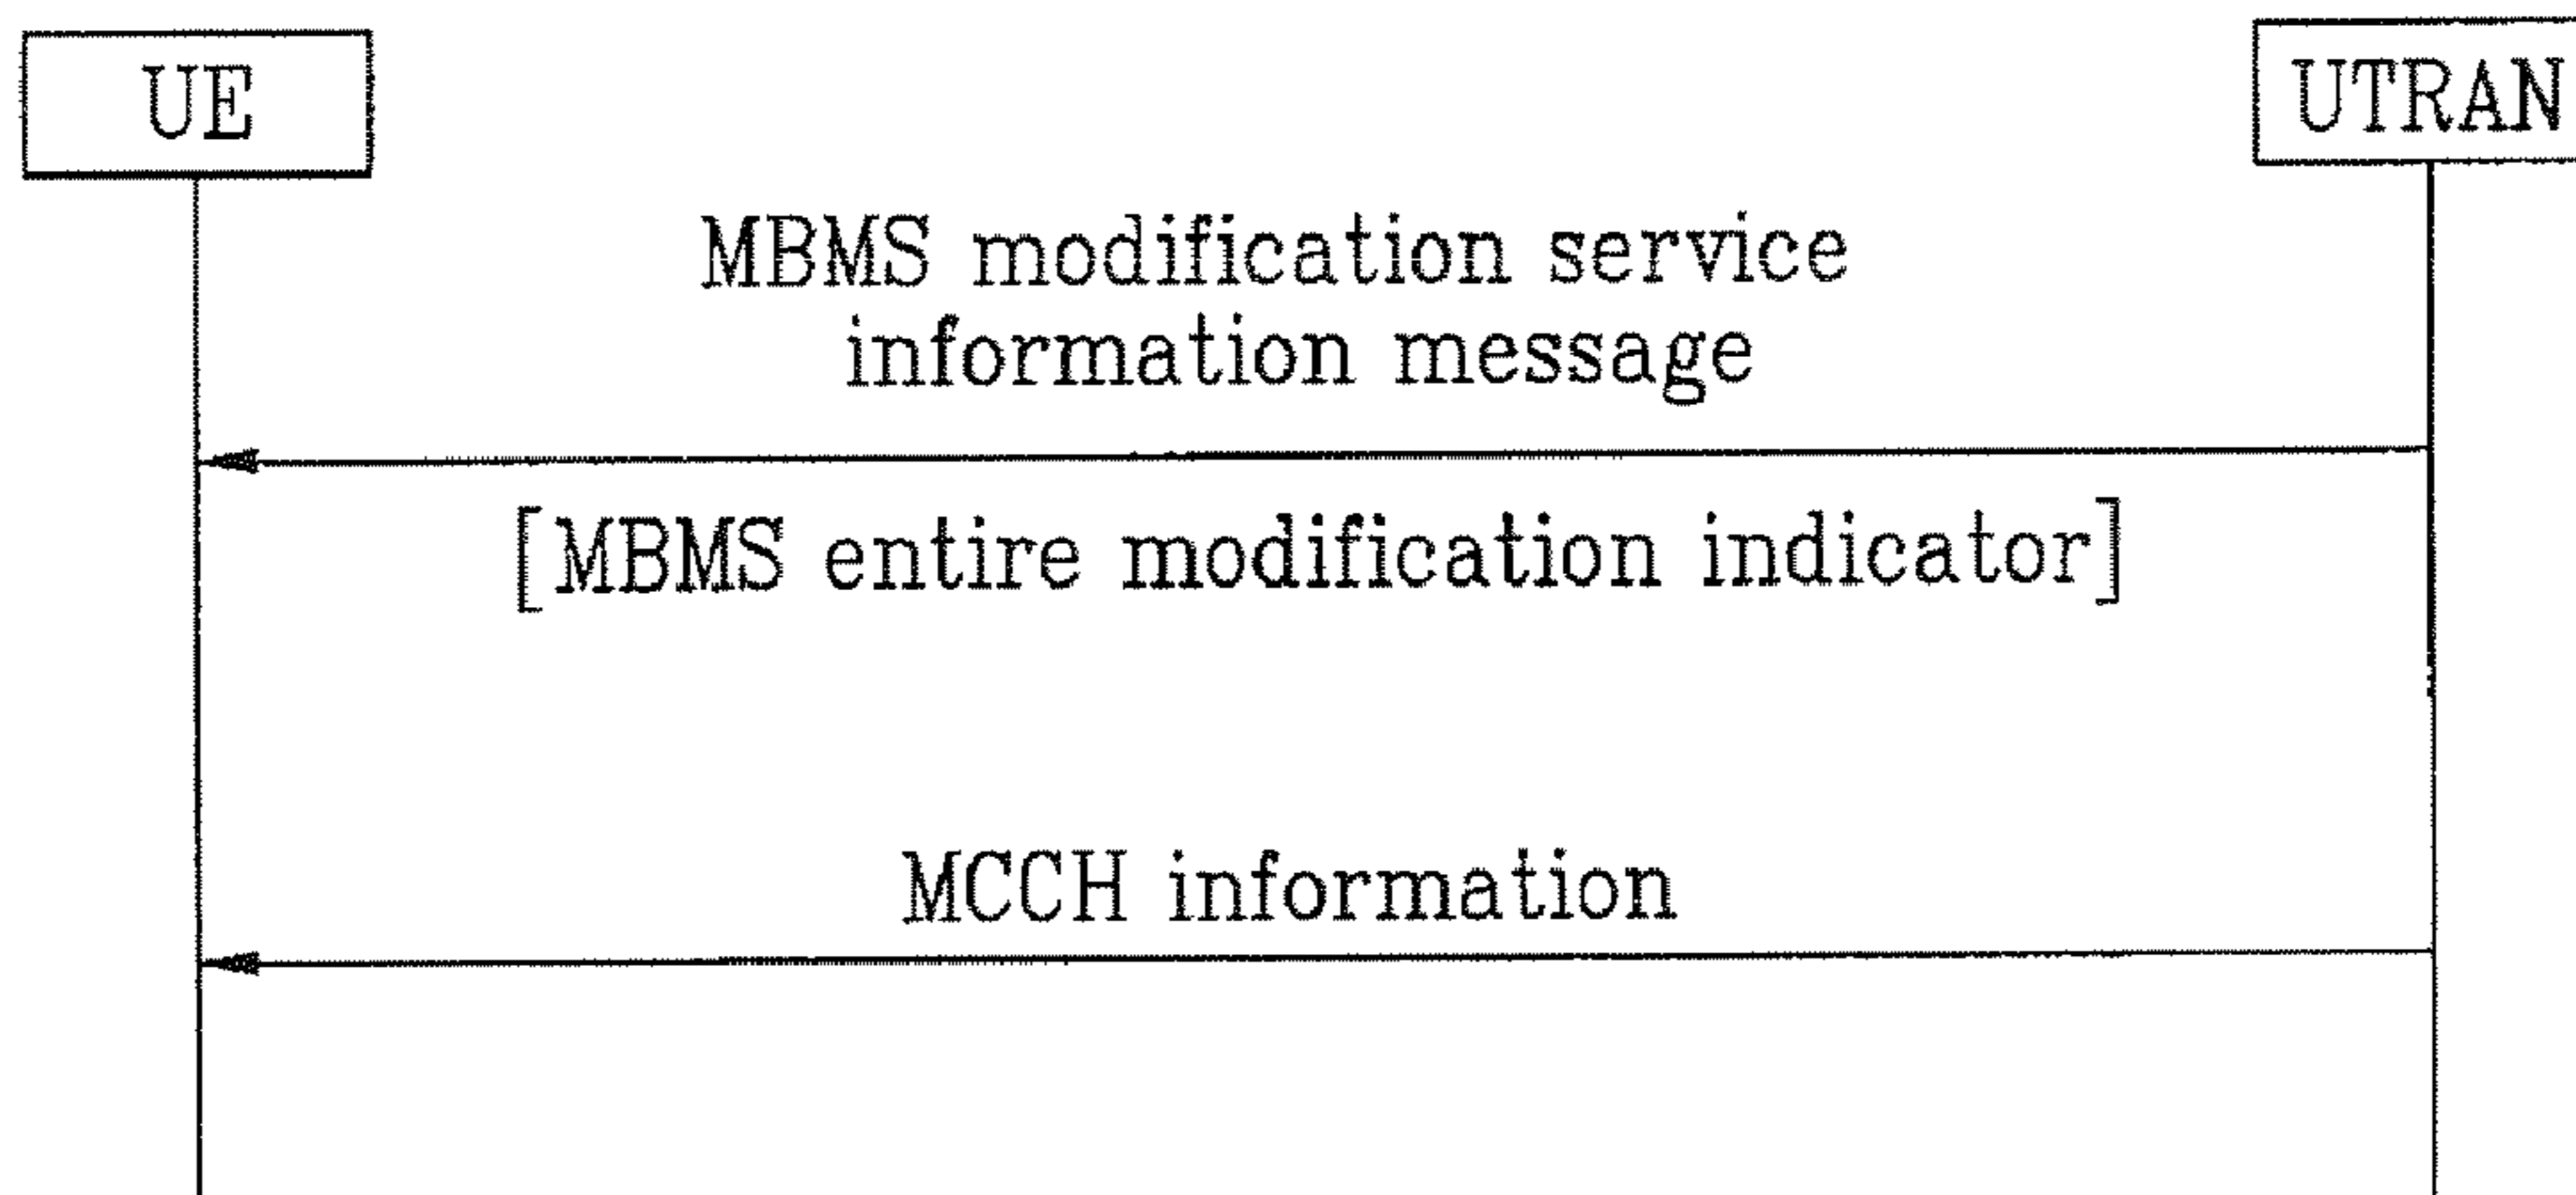 UE
UTRAN
MBMS modification service
information message
[MBMS entire modification indicator]
MCCH information